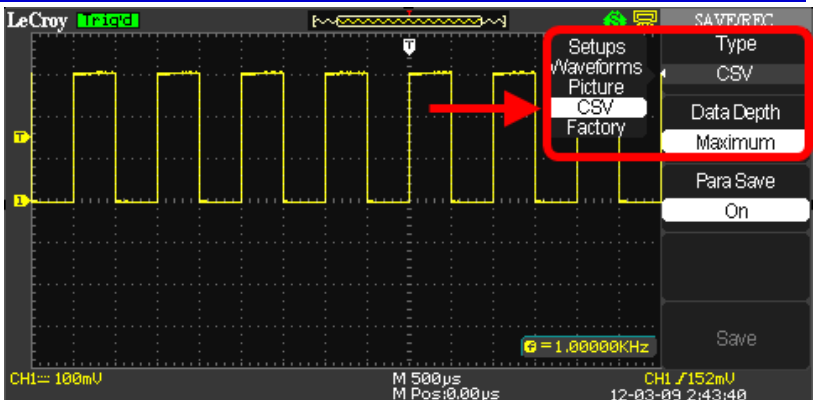 LeCroy Trig'd SAVE/REC
T
Setups
Waveforms
Picture
CSV
Factory
Type
CSV
Data Depth
Maximum
Para Save
On
Save
T
1
=1.00000KHz
CH1 100mV
M 500µs
M Pos:0.00µs
CH1 152mV
12-03-09 2:43:40